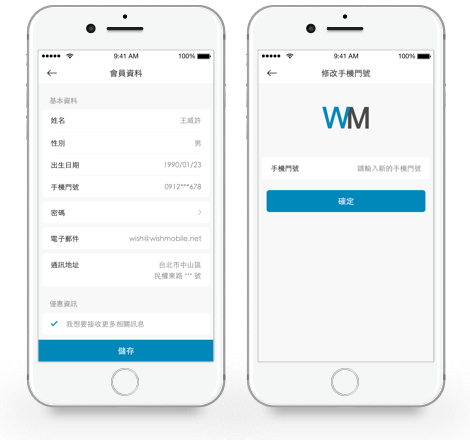 9:41 AM
100%
會員資料
基本資料
姓名 王威許
性別 男
出生日期 1990/01/23
手機門號 0912***678
密碼
電子郵件 wish@wishmobile.net
通訊地址 台北市中山區
民權東路 *** 號
優惠資訊
我想要接收更多相關訊息
儲存
9:41 AM
100%
修改手機門號
WM
手機門號 請輸入新的手機門號
確定